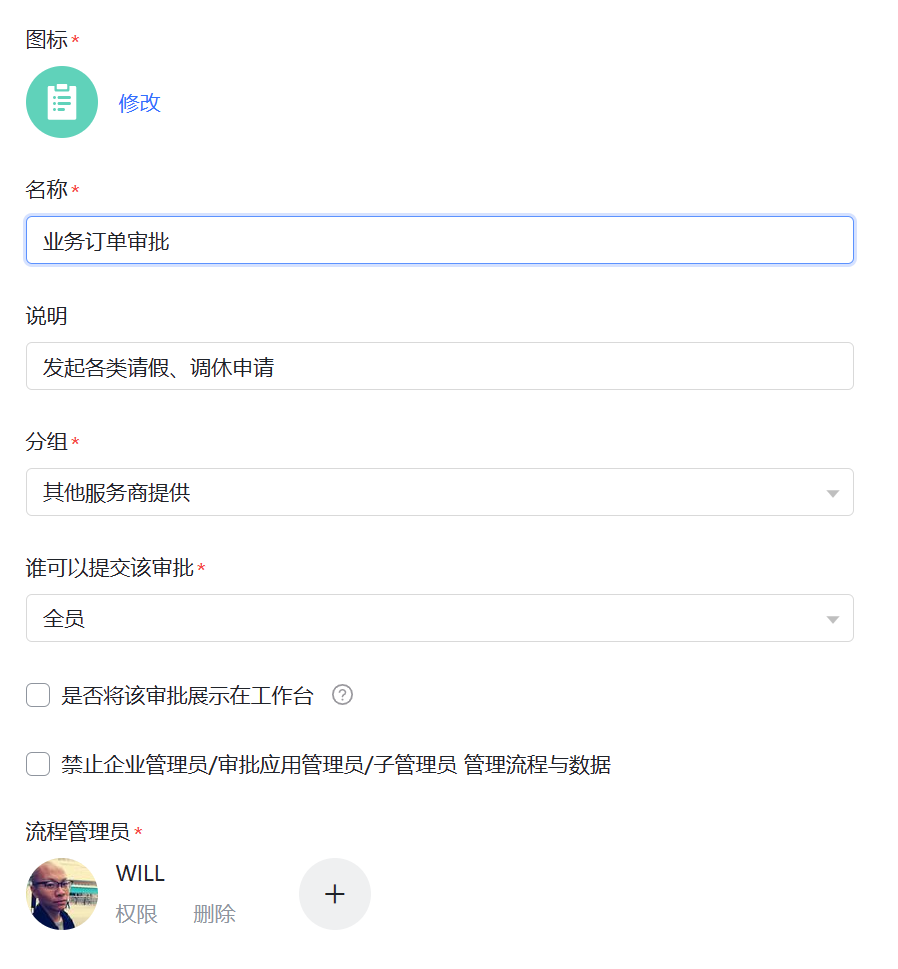 图标*
修改
名称*
业务订单审批
说明
发起各类请假、调休申请
分组*
其他服务商提供
谁可以提交该审批*
全员
是否将该审批展示在工作台 ?
禁止企业管理员/审批应用管理员/子管理员 管理流程与数据
流程管理员*
WILL
权限 删除